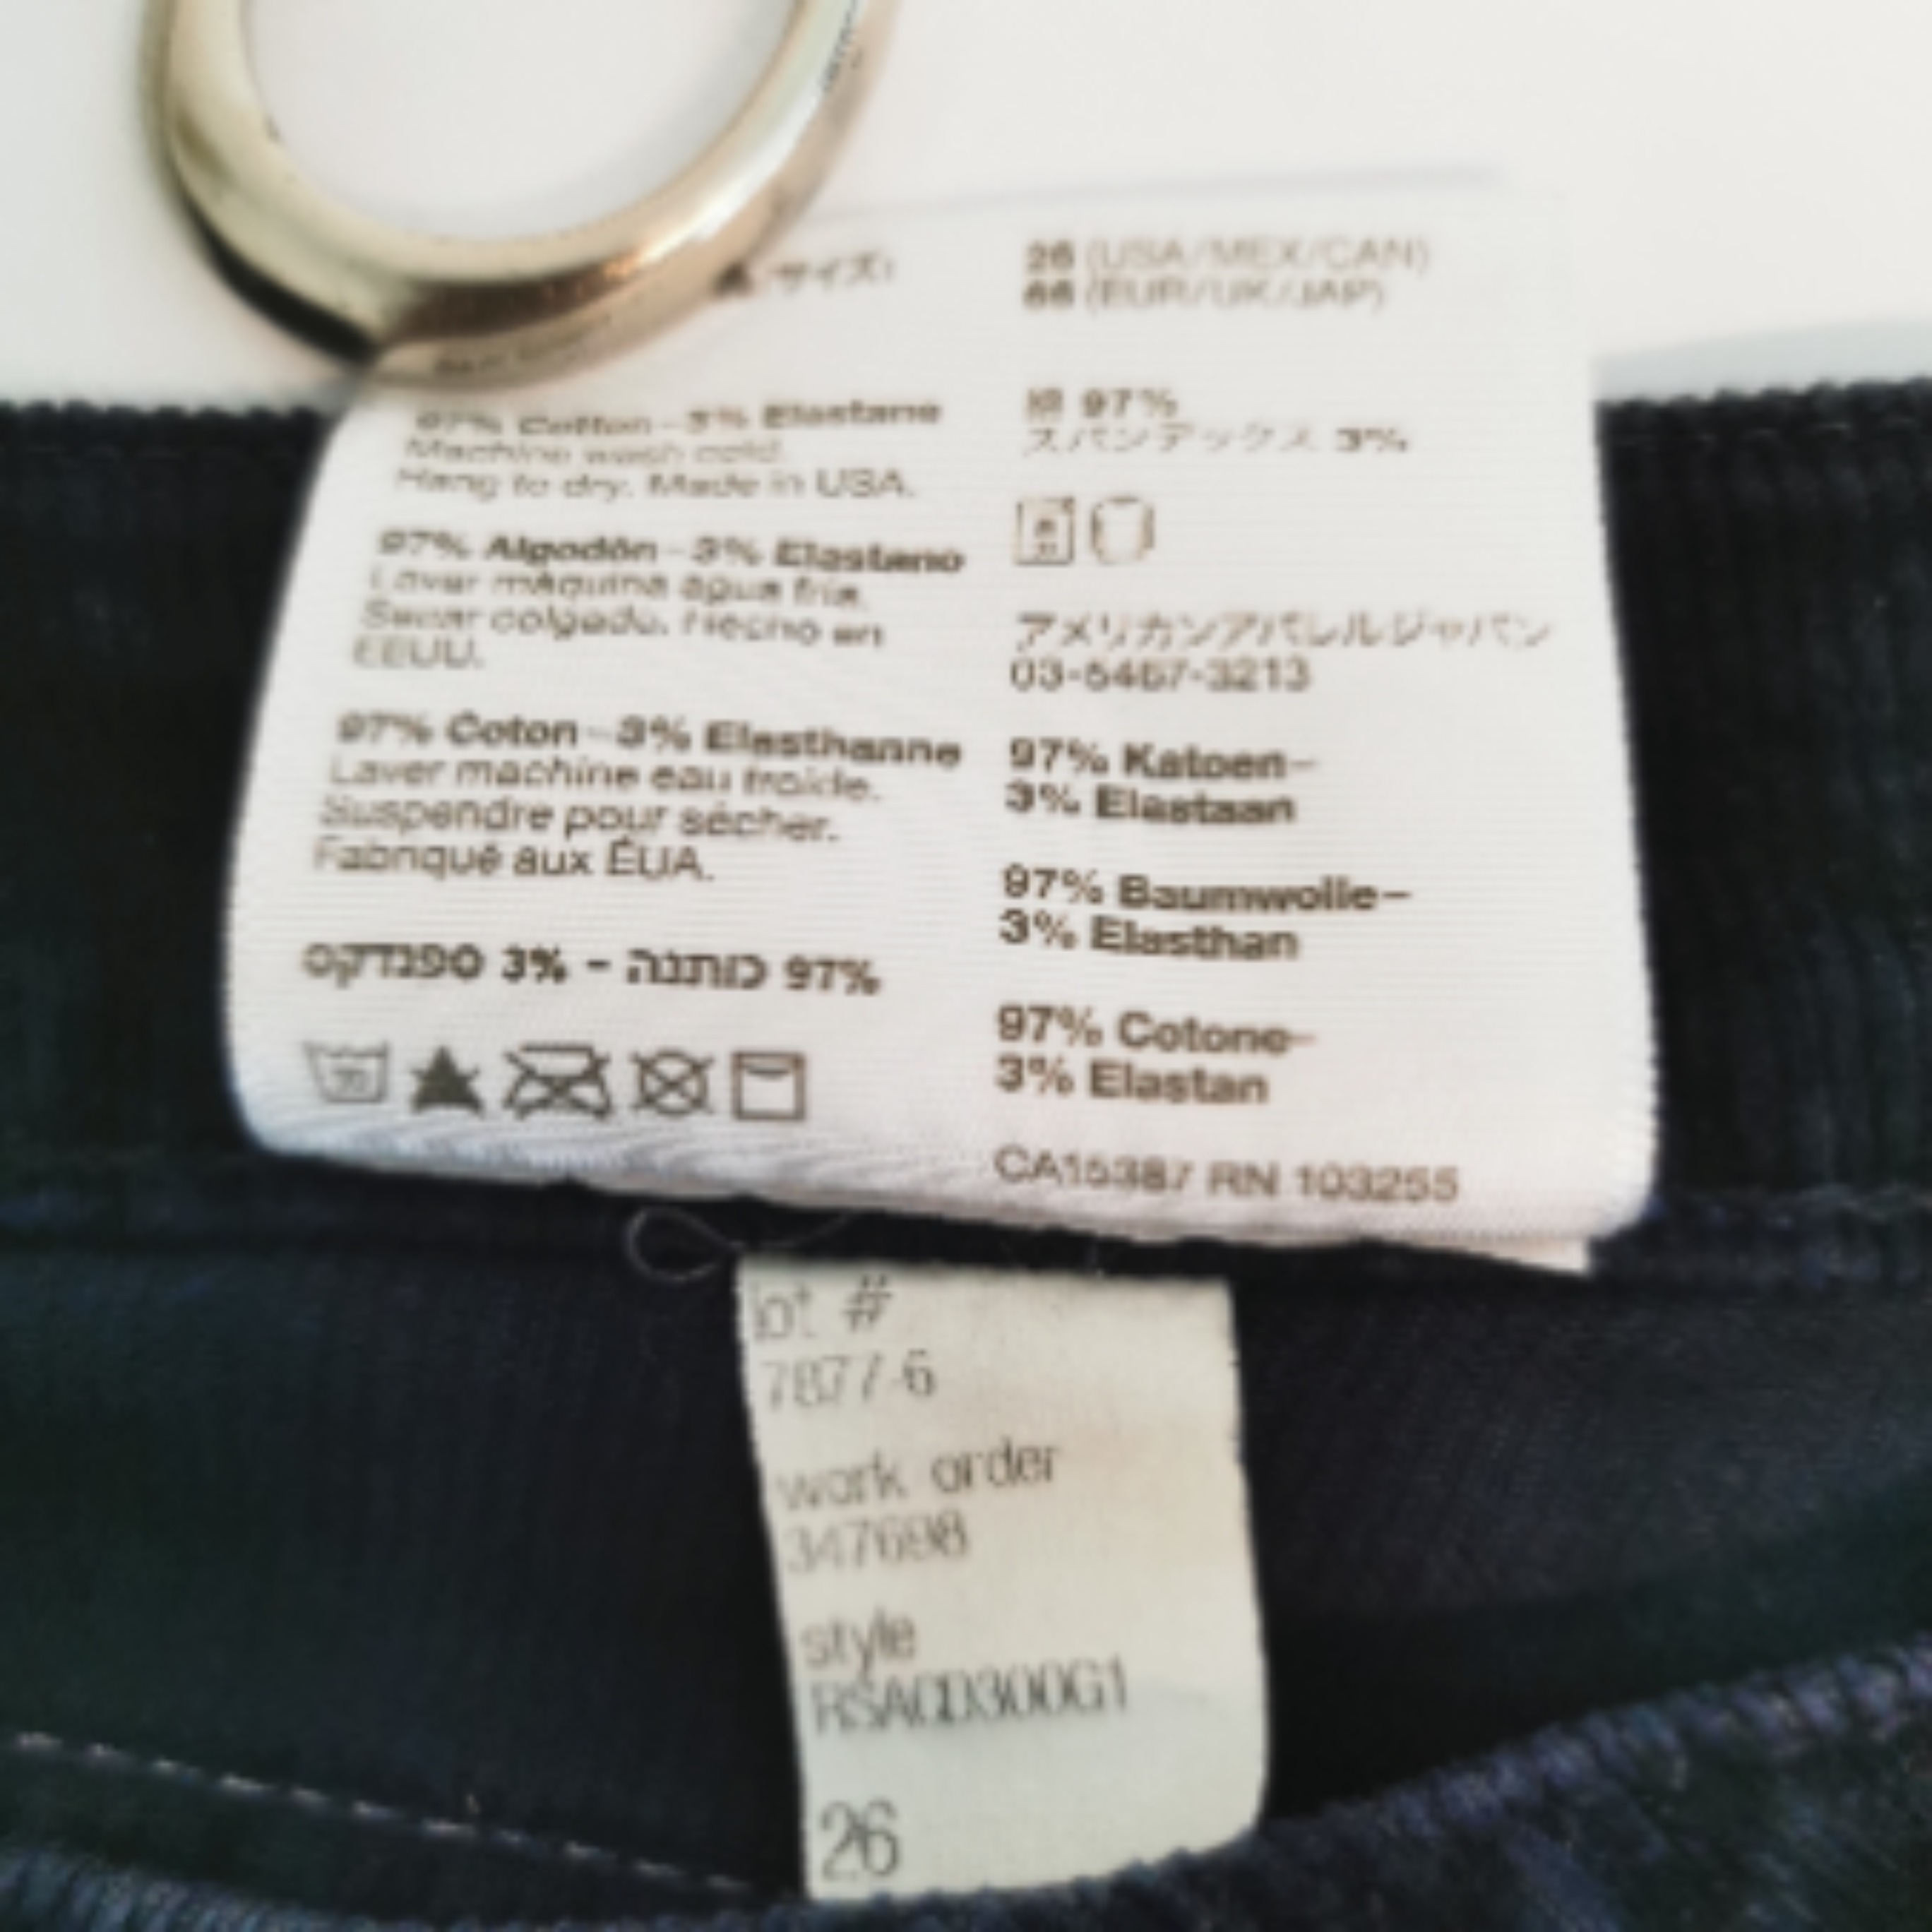 サイズ)
97% Cotton–3% Elastane
Machine wash cold.
Hang to dry. Made in USA.
97% Algodón–3% Elastano
Lavar máquina agua fría.
Secar colgado. Hecho en
EEUU.
97% Coton–3% Elasthanne
Laver machine eau froide.
Suspendre pour sécher.
Fabriqué aux ÉUA.
97% כותנה - 3% ספנדקס
26 (USA/MEX/CAN)
66 (EUR/UK/JAP)
綿 97%
スパンデックス 3%
アメリカンアパレルジャパン
03-5467-3213
97% Katoen–
3% Elastaan
97% Baumwolle–
3% Elasthan
97% Cotone–
3% Elastan
CA15387 RN 103255
lot #
7877-6
work order
347698
style
RSACD300G1
26